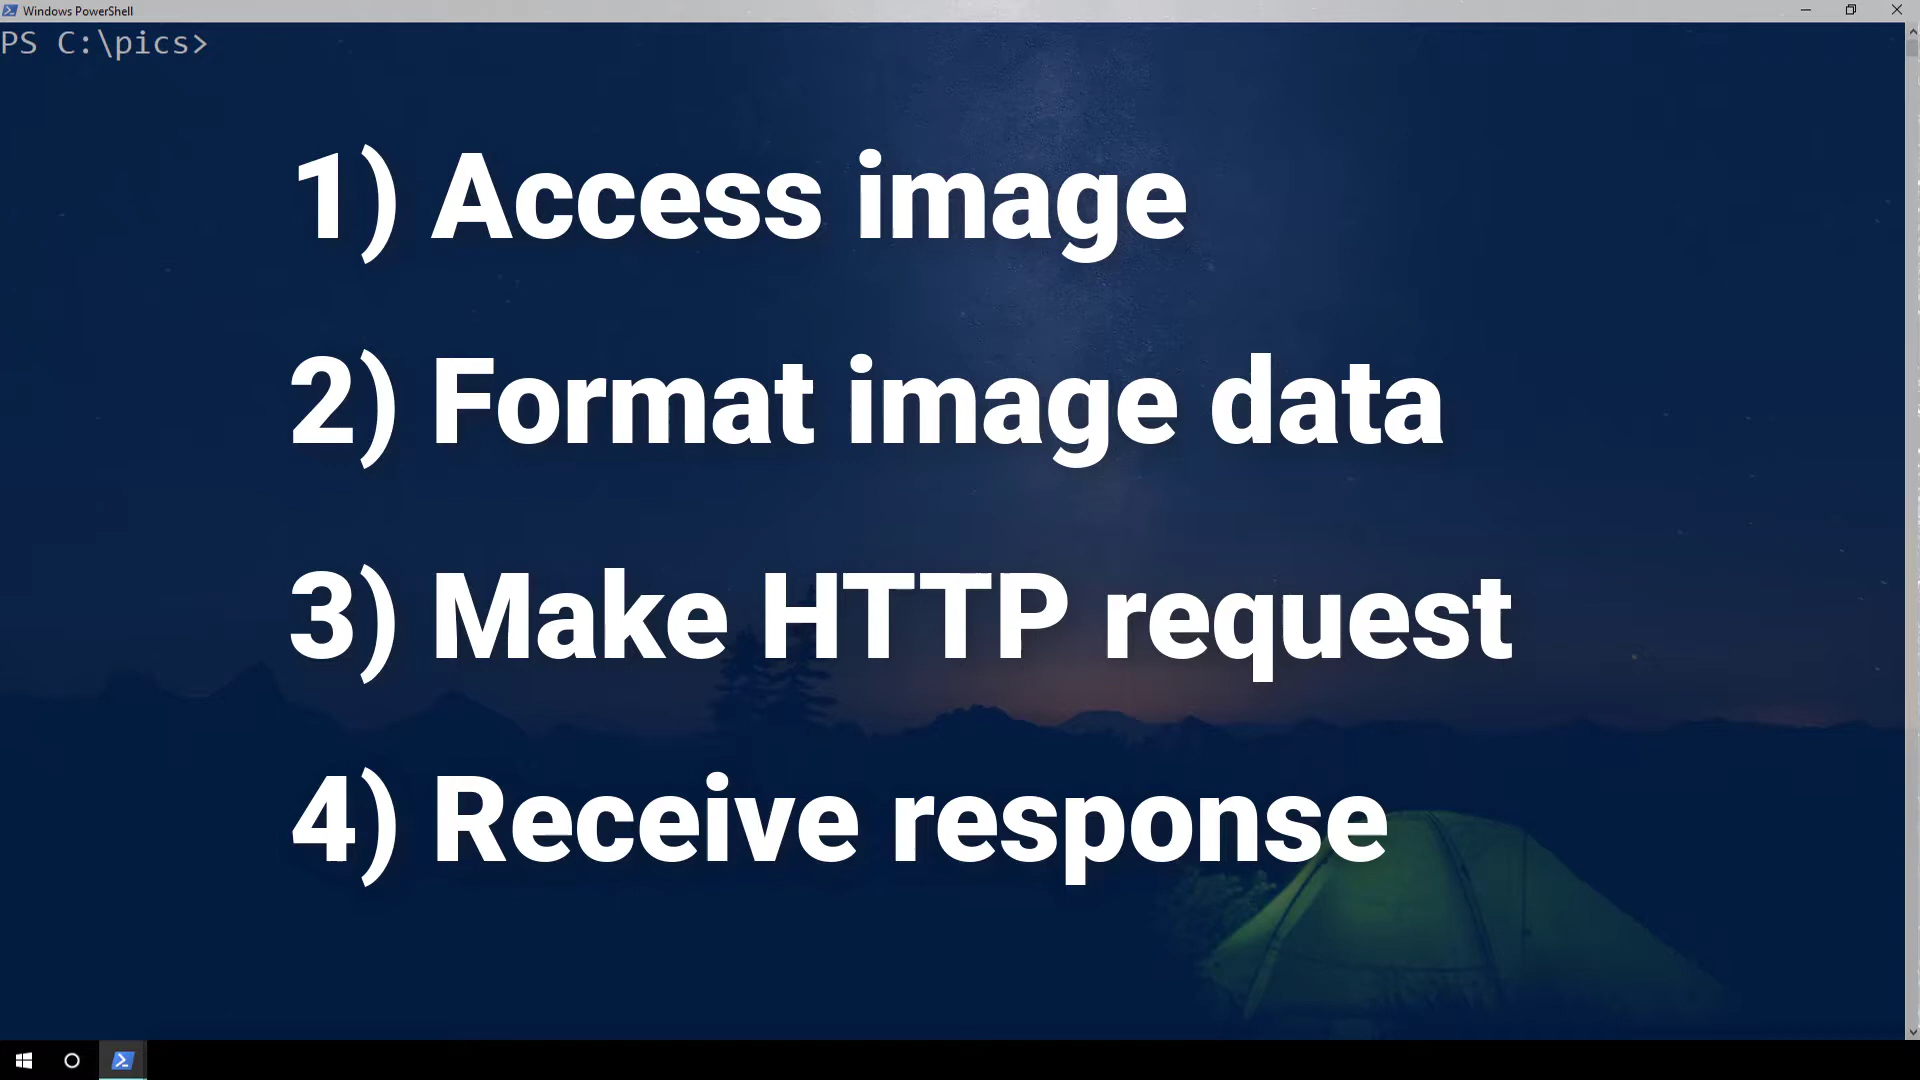 Windows PowerShell
PS C:\pics>
1) Access image
2) Format image data
3) Make HTTP request
4) Receive response